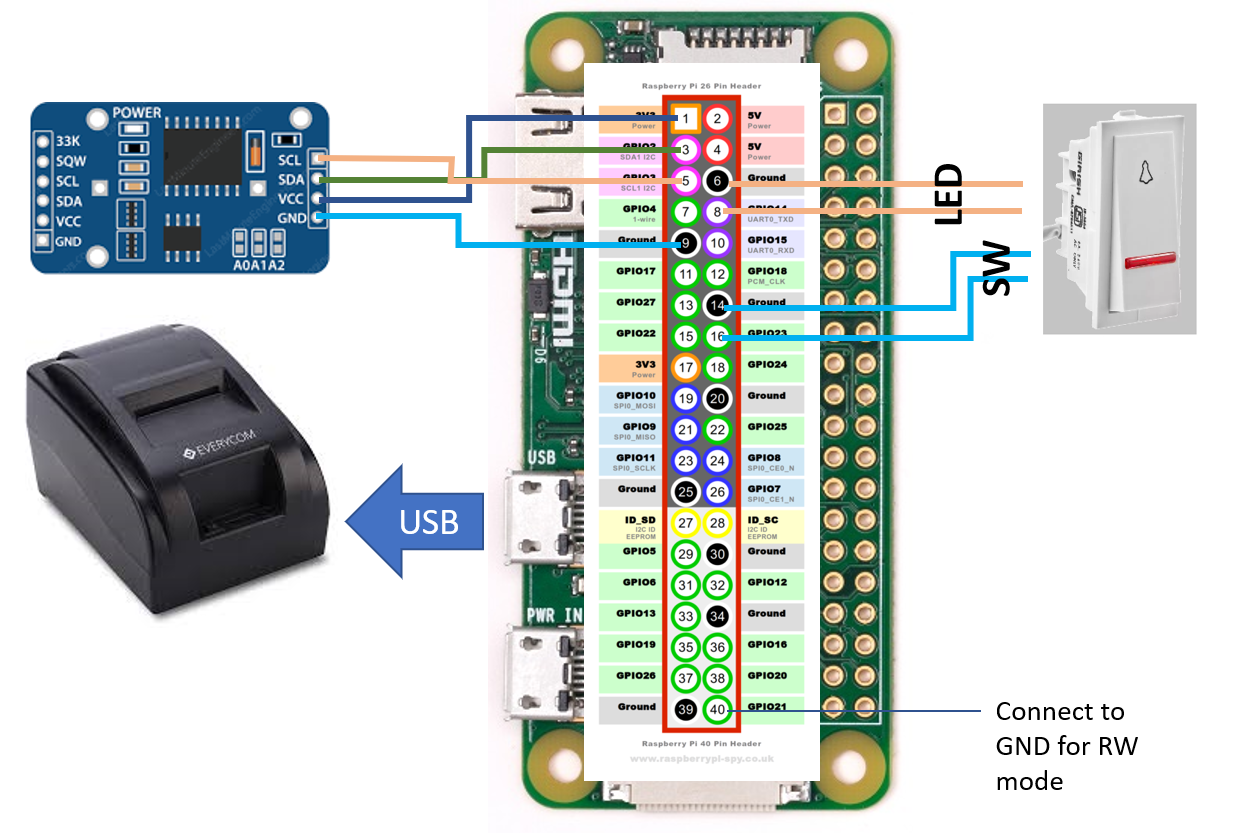 POWER
33K
SQW
SCL
SDA
VCC
GND
SCL
SDA
VCC
GND
A0A1A2
EVERYCOM
USB
HDMI
D6
USB
PWR_IN
Raspberry Pi 26 Pin Header
3V3
Power
1 2
5V
Power
GPIO2
SDA1 I2C
3 4
5V
Power
GPIO3
SCL1 I2C
5 6
Ground
GPIO4
1-wire
7 8
GPIO14
UART0_TXD
Ground
9 10
GPIO15
UART0_RXD
GPIO17
11 12
GPIO18
PCM_CLK
GPIO27
13 14
Ground
GPIO22
15 16
GPIO23
3V3
Power
17 18
GPIO24
GPIO10
SPI0_MOSI
19 20
Ground
GPIO9
SPI0_MISO
21 22
GPIO25
GPIO11
SPI0_SCLK
23 24
GPIO8
SPI0_CE0_N
Ground
25 26
GPIO7
SPI0_CE1_N
ID_SD
I2C ID
EEPROM
27 28
ID_SC
I2C ID
EEPROM
GPIO5
29 30
Ground
GPIO6
31 32
GPIO12
GPIO13
33 34
Ground
GPIO19
35 36
GPIO16
GPIO26
37 38
GPIO20
Ground
39 40
GPIO21
Raspberry Pi 40 Pin Header
www.raspberrypi-spy.co.uk
LED
SW
GIRISH
Connect to
GND for RW
mode